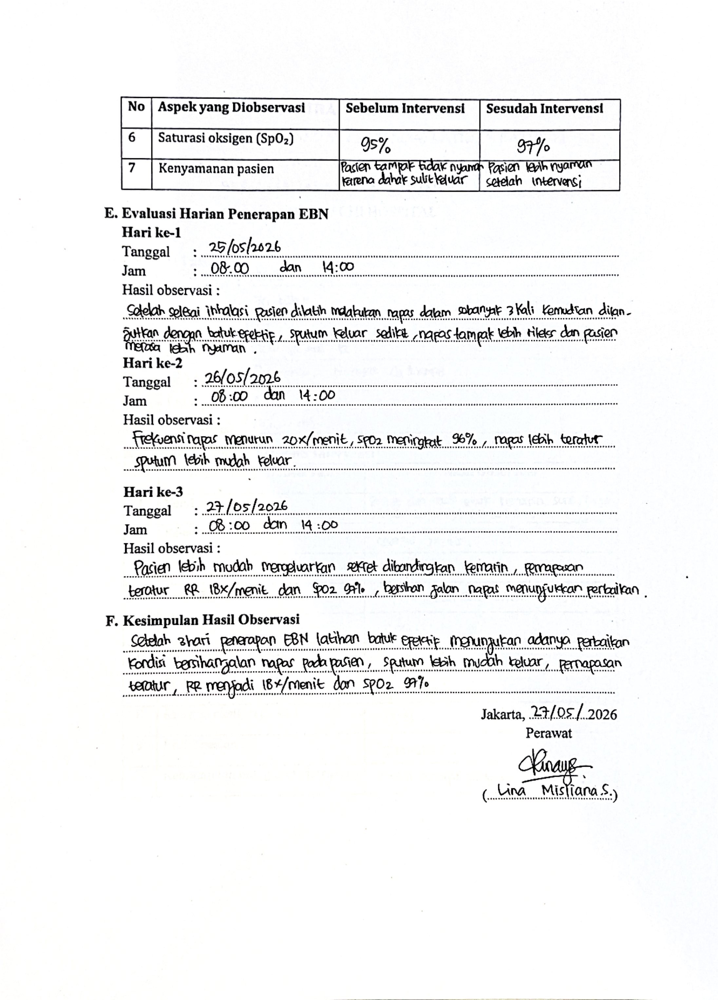 No Aspek yang Diobservasi Sebelum Intervensi Sesudah Intervensi
6 Saturasi oksigen (SpO₂) 95% 97%
7 Kenyamanan pasien Pasien tampak tidak nyaman Pasien lebih nyaman
karena dahak sulit keluar setelah intervensi
E. Evaluasi Harian Penerapan EBN
Hari ke-1
Tanggal : 25/05/2026
Jam : 08.00 dan 14:00
Hasil observasi :
Setelah selesai inhalasi pasien dilatih melakukan napas dalam sebanyak 3 kali kemudian dilan-
jutkan dengan batuk efektif, sputum keluar sedikit, napas tampak lebih rileks dan pasien
merasa lebih nyaman.
Hari ke-2
Tanggal : 26/05/2026
Jam : 08:00 dan 14:00
Hasil observasi :
Frekuensi napas menurun 20x/menit, SPO2 meningkat 96%, napas lebih teratur
sputum lebih mudah keluar.
Hari ke-3
Tanggal : 27/05/2026
Jam : 08:00 dan 14:00
Hasil observasi :
Pasien lebih mudah mengeluarkan sekret dibandingkan kemarin, pernapasan
teratur RR 18x/menit dan SPO2 97%, bersihan jalan napas menunjukkan perbaikan.
F. Kesimpulan Hasil Observasi
Setelah 3 hari penerapan EBN latihan batuk efektif menunjukan adanya perbaikan
kondisi bersihan jalan napas pada pasien, sputum lebih mudah keluar, pernapasan
teratur, RR menjadi 18x/menit dan SPO2 97%
Jakarta, 27/05/2026
Perawat
(Lina Misliana.S.)